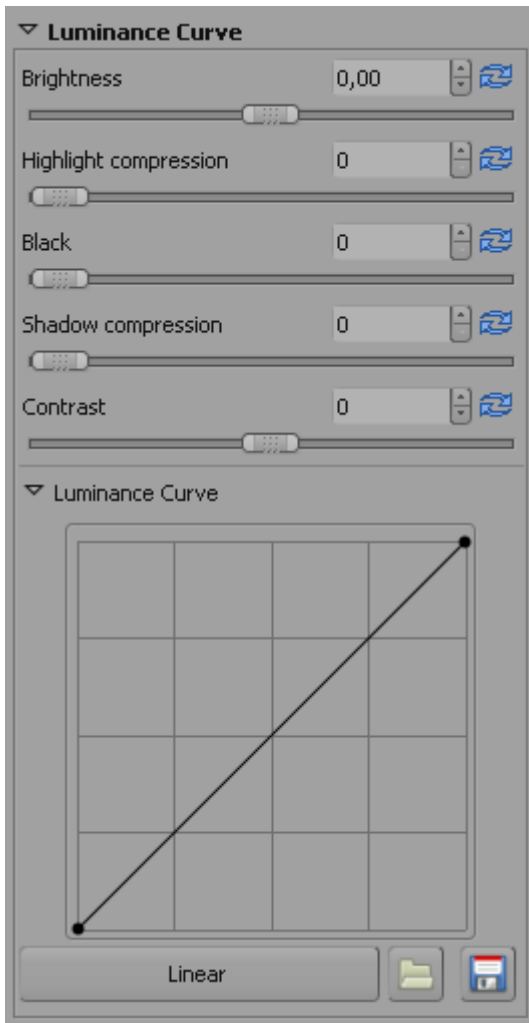 Luminance Curve
Brightness 0,00
Highlight compression 0
Black 0
Shadow compression 0
Contrast 0
Luminance Curve
Linear